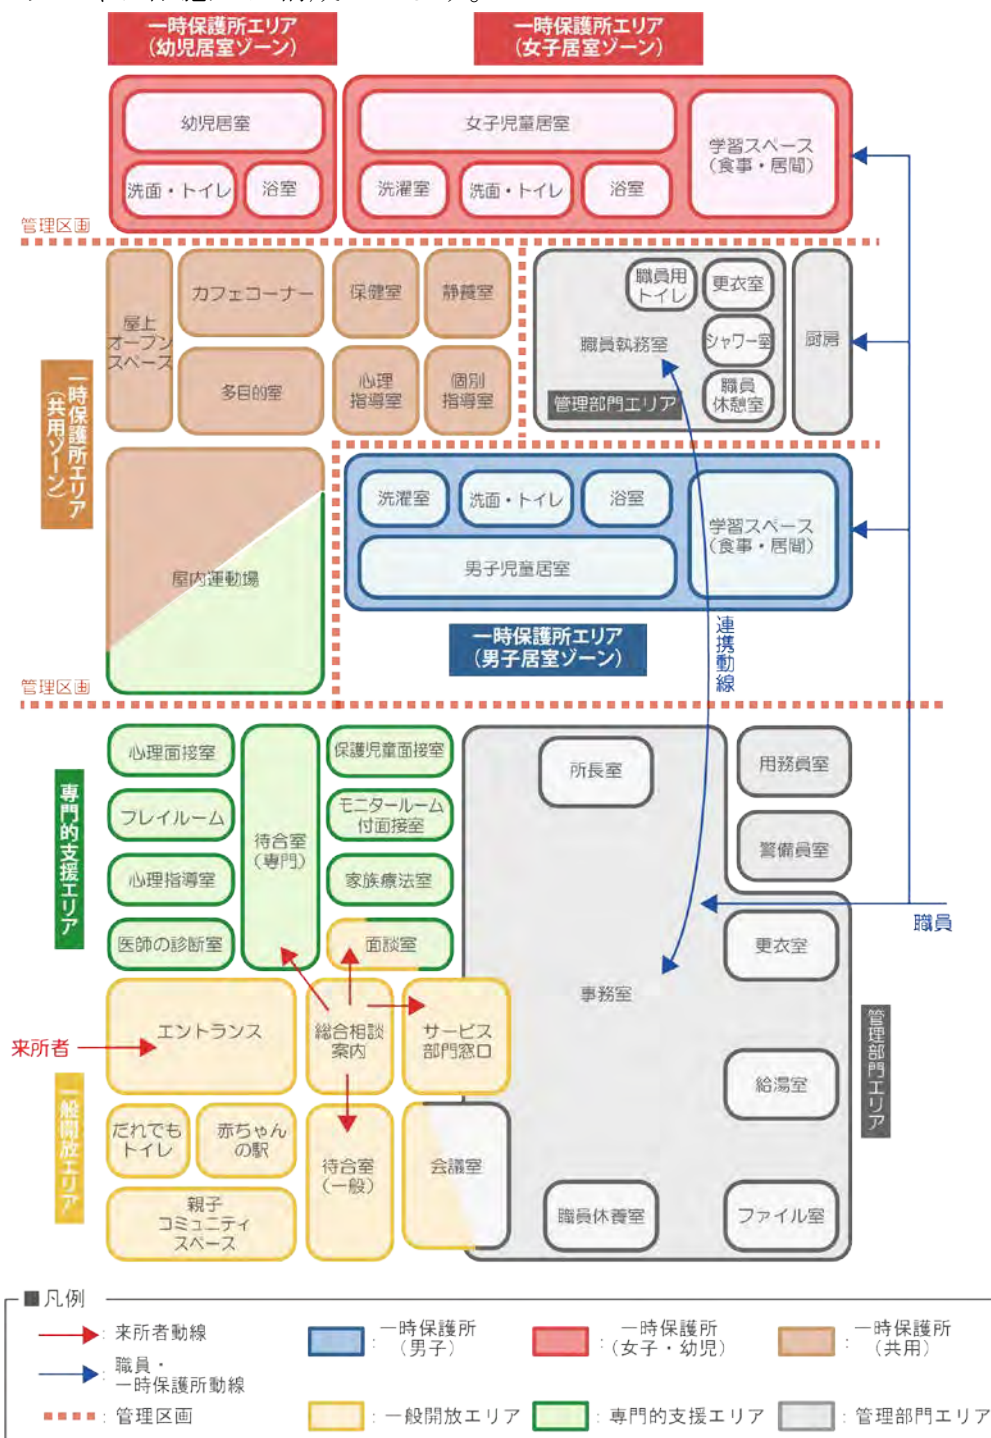 一時保護所エリア
(幼児居室ゾーン)
一時保護所エリア
(女子居室ゾーン)
幼児居室
洗面・トイレ
浴室
女子児童居室
洗濯室
洗面・トイレ
浴室
学習スペース
(食事・居間)
管理区画
屋上
オープン
スペース
カフェコーナー
保健室
静養室
多目的室
心理
指導室
個別
指導室
職員用
トイレ
更衣室
職員執務室
シャワー室
管理部門エリア
職員
休憩室
厨房
一時保護所エリア
(共用ゾーン)
屋内運動場
洗濯室
洗面・トイレ
浴室
学習スペース
(食事・居間)
男子児童居室
一時保護所エリア
(男子居室ゾーン)
連携動線
管理区画
専門的支援エリア
心理面接室
プレイルーム
心理指導室
医師の診断室
待合室
(専門)
保護児童面接室
モニタールーム
付面接室
家族療法室
面談室
所長室
用務員室
警備員室
職員
更衣室
事務室
給湯室
職員休養室
ファイル室
管理部門エリア
来所者
エントランス
総合相談
案内
サービス
部門窓口
一般開放エリア
だれでも
トイレ
赤ちゃん
の駅
待合室
(一般)
会議室
親子
コミュニティ
スペース
■凡例
:来所者動線
:職員・
一時保護所動線
:管理区画
:一時保護所
(男子)
:一時保護所
(女子・幼児)
:一時保護所
(共用)
:一般開放エリア
:専門的支援エリア
:管理部門エリア